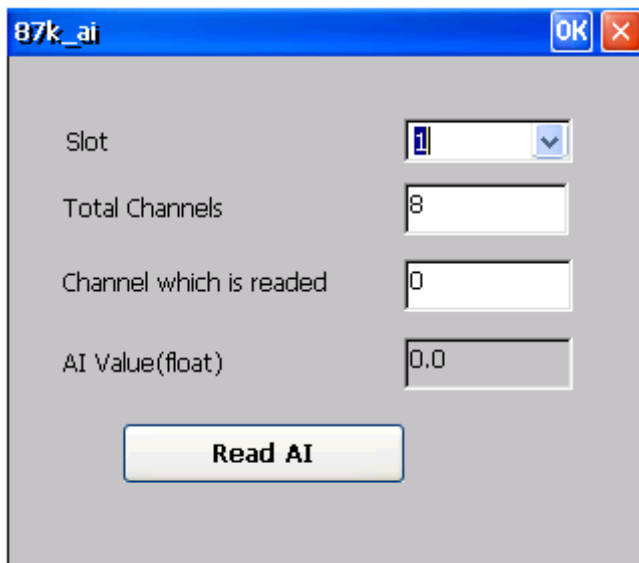 87k_ai OK
Slot 1
Total Channels 8
Channel which is readed 0
AI Value(float) 0.0
Read AI